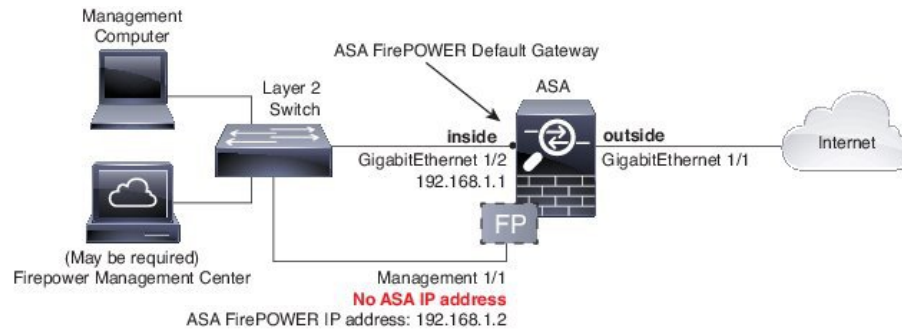 Management
Computer
ASA FirePOWER Default Gateway
Layer 2
Switch
ASA
inside
outside
GigabitEthernet 1/2
GigabitEthernet 1/1
192.168.1.1
Internet
FP
(May be required)
Firepower Management Center
Management 1/1
No ASA IP address
ASA FirePOWER IP address: 192.168.1.2